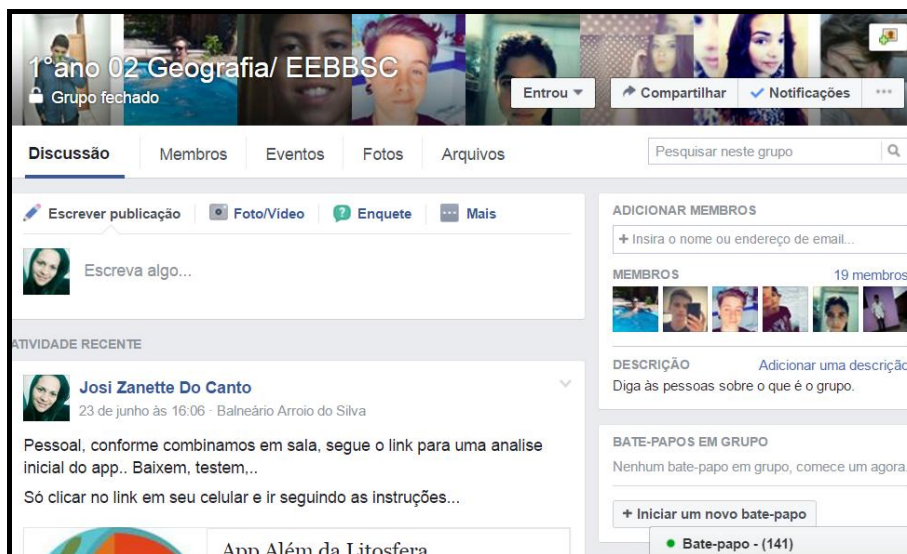 1°ano 02 Geografia/ EEBBSC
Grupo fechado
Entrou
Compartilhar
Notificações
Discussão
Membros
Eventos
Fotos
Arquivos
Pesquisar neste grupo
Escrever publicação
Foto/Vídeo
Enquete
Mais
Escreva algo...
ATIVIDADE RECENTE
Josi Zanette Do Canto
23 de junho às 16:06 · Balneário Arroio do Silva
Pessoal, conforme combinamos em sala, segue o link para uma analise
inicial do app.. Baixem, testem,..
Só clicar no link em seu celular e ir seguindo as instruções...
App Além da Litosfera
ADICIONAR MEMBROS
+ Insira o nome ou endereço de email...
MEMBROS
19 membros
DESCRIÇÃO
Adicionar uma descrição
Diga às pessoas sobre o que é o grupo.
BATE-PAPOS EM GRUPO
Nenhum bate-papo em grupo, comece um agora.
+ Iniciar um novo bate-papo
Bate-papo - (141)